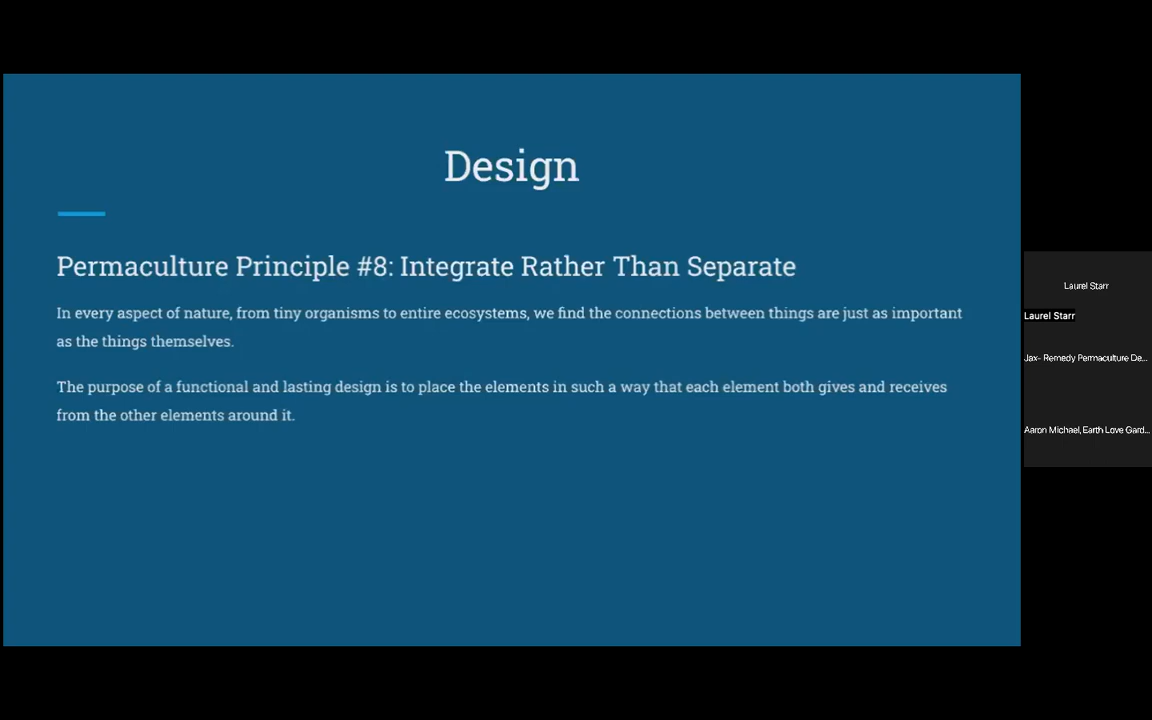 Design
Permaculture Principle #8: Integrate Rather Than Separate
In every aspect of nature, from tiny organisms to entire ecosystems, we find the connections between things are just as important
as the things themselves.
The purpose of a functional and lasting design is to place the elements in such a way that each element both gives and receives
from the other elements around it.
Laurel Starr
Laurel Starr
Jax- Remedy Permaculture De...
Aaron Michael, Earth Love Gard...